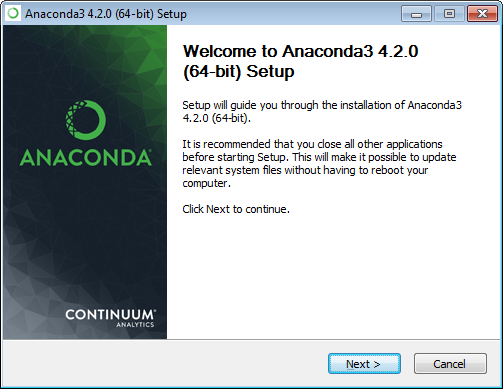 Anaconda3 4.2.0 (64-bit) Setup
Welcome to Anaconda3 4.2.0
(64-bit) Setup
Setup will guide you through the installation of Anaconda3
4.2.0 (64-bit).
It is recommended that you close all other applications
before starting Setup. This will make it possible to update
relevant system files without having to reboot your
computer.
Click Next to continue.
ANACONDA
CONTINUUM
ANALYTICS
Next >
Cancel